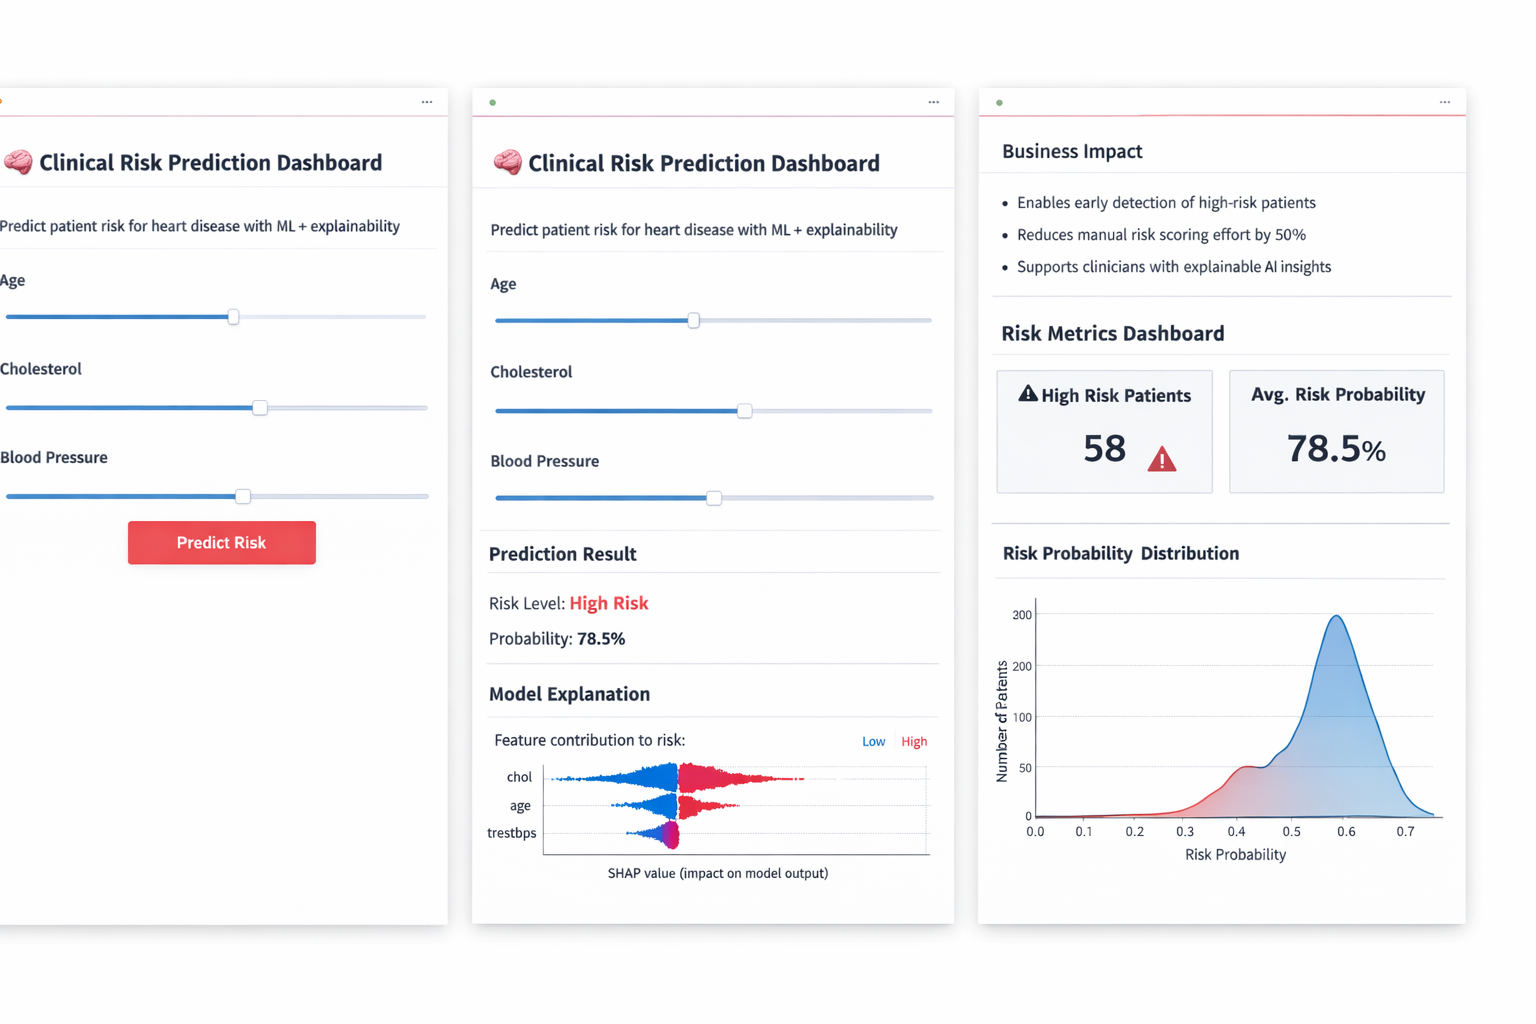 Clinical Risk Prediction Dashboard
Predict patient risk for heart disease with ML + explainability
Age
Cholesterol
Blood Pressure
Predict Risk
Clinical Risk Prediction Dashboard
Predict patient risk for heart disease with ML + explainability
Age
Cholesterol
Blood Pressure
Prediction Result
Risk Level: High Risk
Probability: 78.5%
Model Explanation
Feature contribution to risk:
Low High
chol
age
trestbps
SHAP value (impact on model output)
Business Impact
• Enables early detection of high-risk patients
• Reduces manual risk scoring effort by 50%
• Supports clinicians with explainable AI insights
Risk Metrics Dashboard
High Risk Patients
58
Avg. Risk Probability
78.5%
Risk Probability Distribution
Number of Patents
300
200
100
50
0
0.0 0.1 0.2 0.3 0.4 0.5 0.6 0.7
Risk Probability